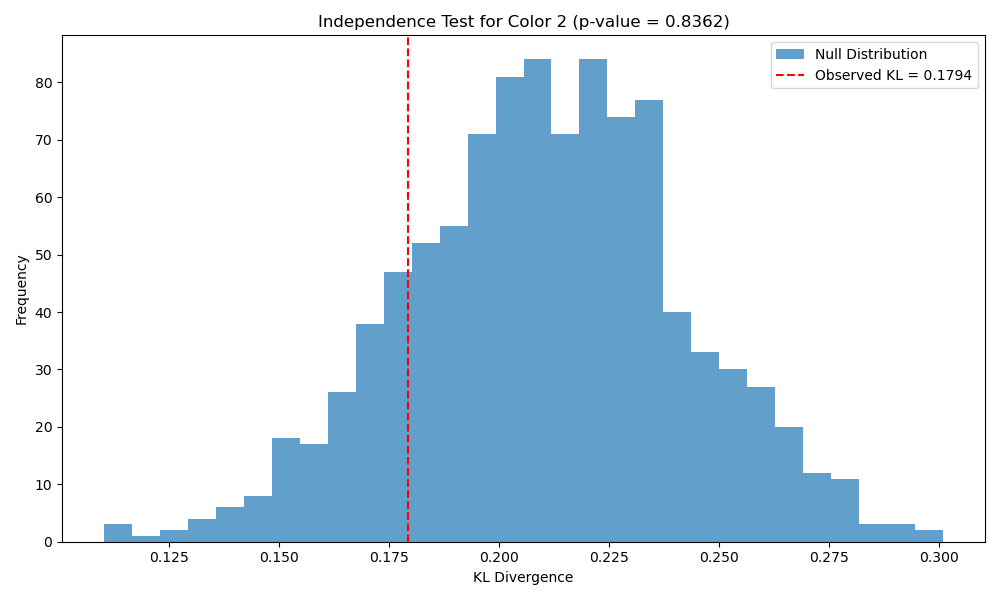 Independence Test for Color 2 (p-value = 0.8362)
Null Distribution
Observed KL = 0.1794
Frequency
80
70
60
50
40
30
20
10
0
0.125 0.150 0.175 0.200 0.225 0.250 0.275 0.300
KL Divergence